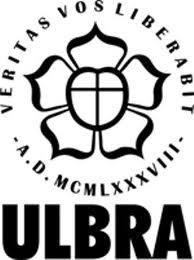 VERITAS VOS LIBERABIT
-A.D. MCMLXXXVIII-
ULBRA